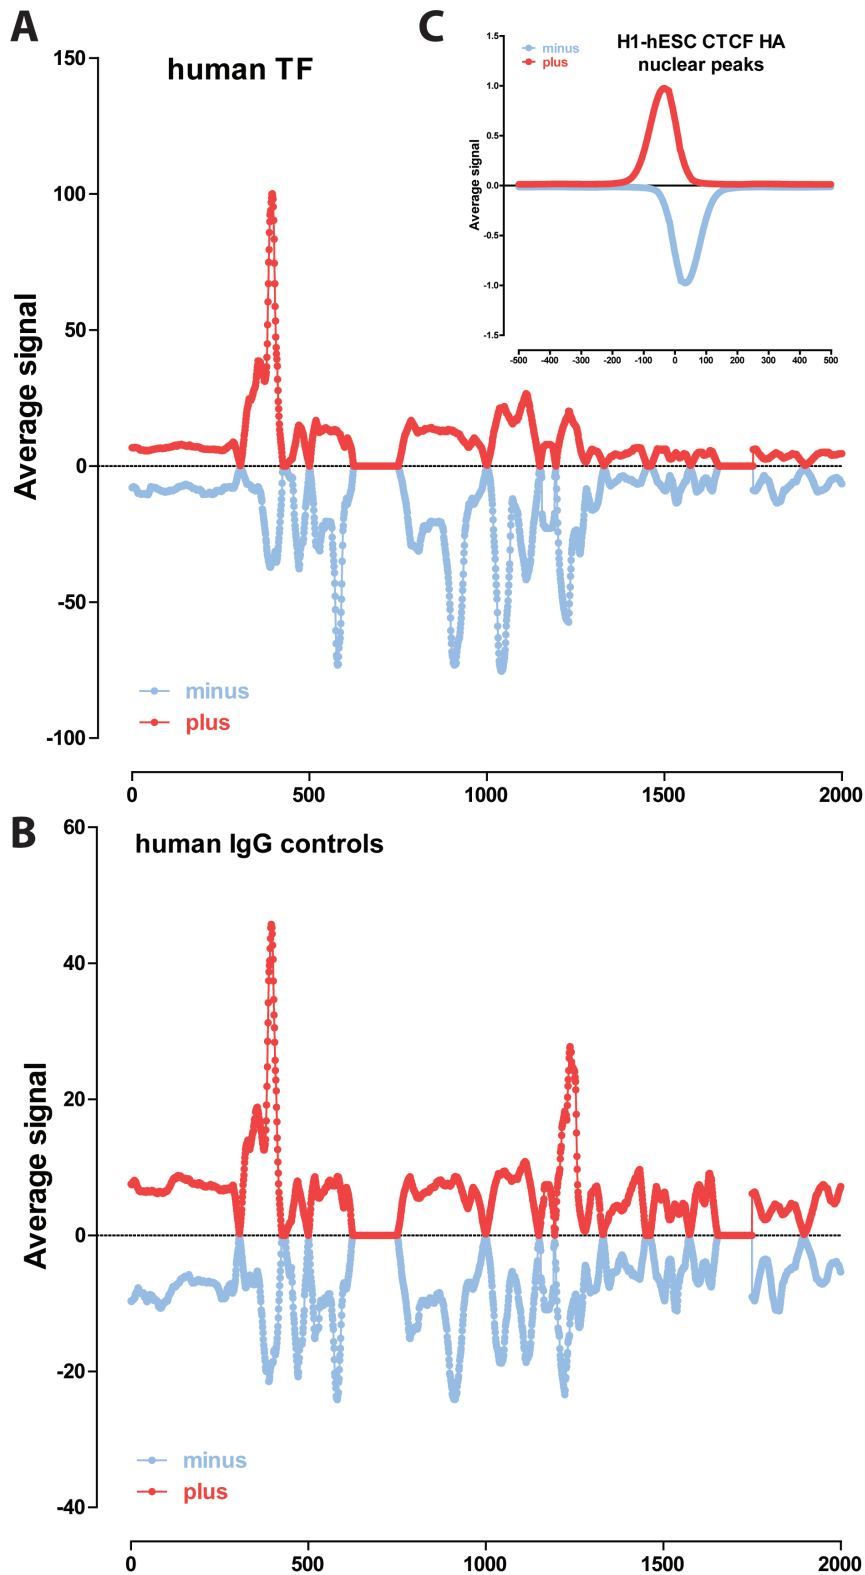 A
human TF
150
100
50
0
-50
-100
Average signal
minus
plus
0 500 1000 1500 2000
C
H1-hESC CTCF HA
nuclear peaks
minus
plus
1.5
1.0
0.5
0.0
-0.5
-1.0
-1.5
Average signal
-500 -400 -300 -200 -100 0 100 200 300 400 500
B
human IgG controls
60
40
20
0
-20
-40
Average signal
minus
plus
0 500 1000 1500 2000